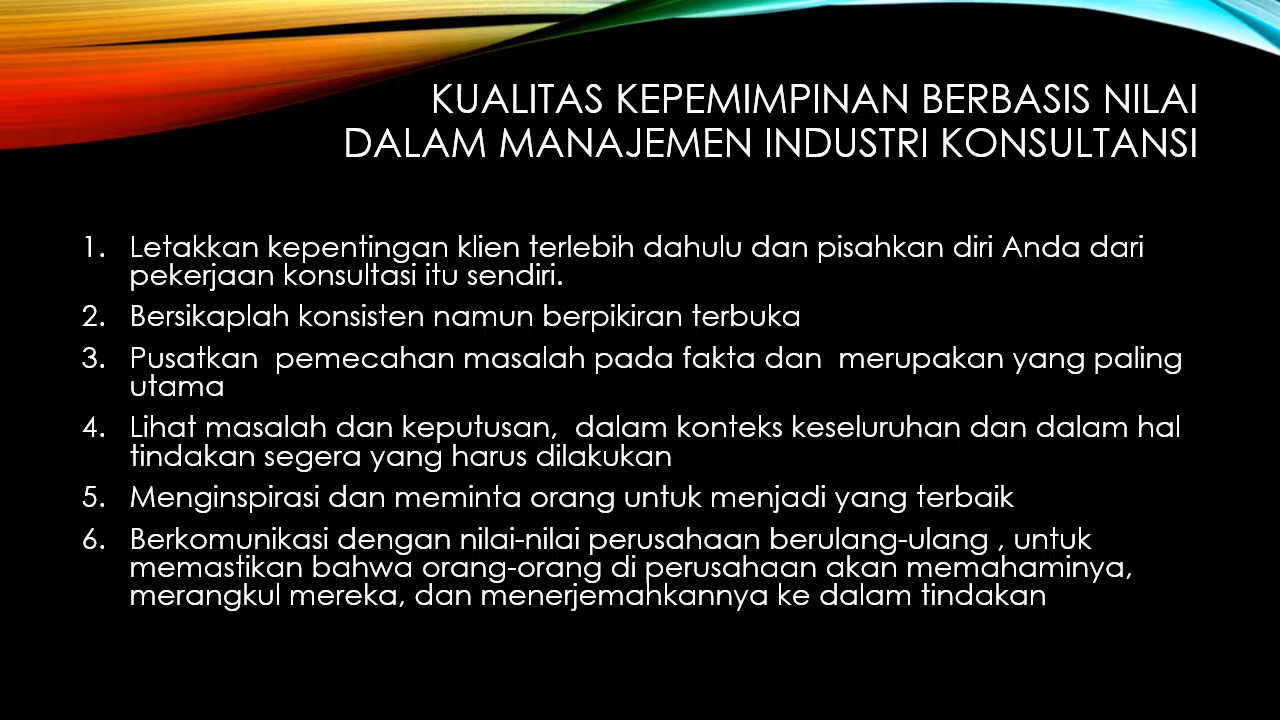 KUALITAS KEPEMIMPINAN BERBASIS NILAI
DALAM MANAJEMEN INDUSTRI KONSULTANSI
1. Letakkan kepentingan klien terlebih dahulu dan pisahkan diri Anda dari
pekerjaan konsultasi itu sendiri.
2. Bersikaplah konsisten namun berpikiran terbuka
3. Pusatkan  pemecahan masalah pada fakta dan  merupakan yang paling
utama
4. Lihat masalah dan keputusan,  dalam konteks keseluruhan dan dalam hal
tindakan segera yang harus dilakukan
5. Menginspirasi dan meminta orang untuk menjadi yang terbaik
6. Berkomunikasi dengan nilai-nilai perusahaan berulang-ulang , untuk
memastikan bahwa orang-orang di perusahaan akan memahaminya,
merangkul mereka, dan menerjemahkannya ke dalam tindakan